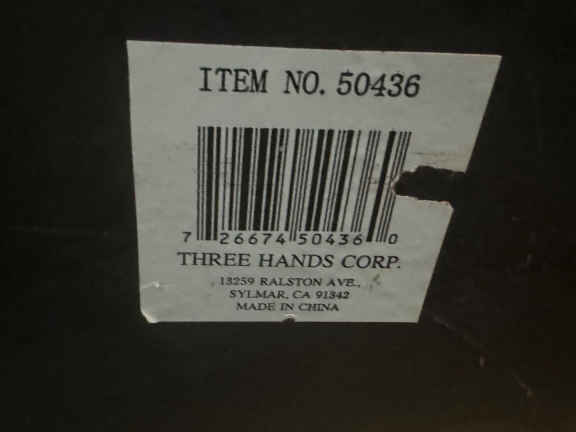 ITEM NO. 50436
7 26674 50436 0
THREE HANDS CORP.
13259 RALSTON AVE.,
SYLMAR, CA 91342
MADE IN CHINA